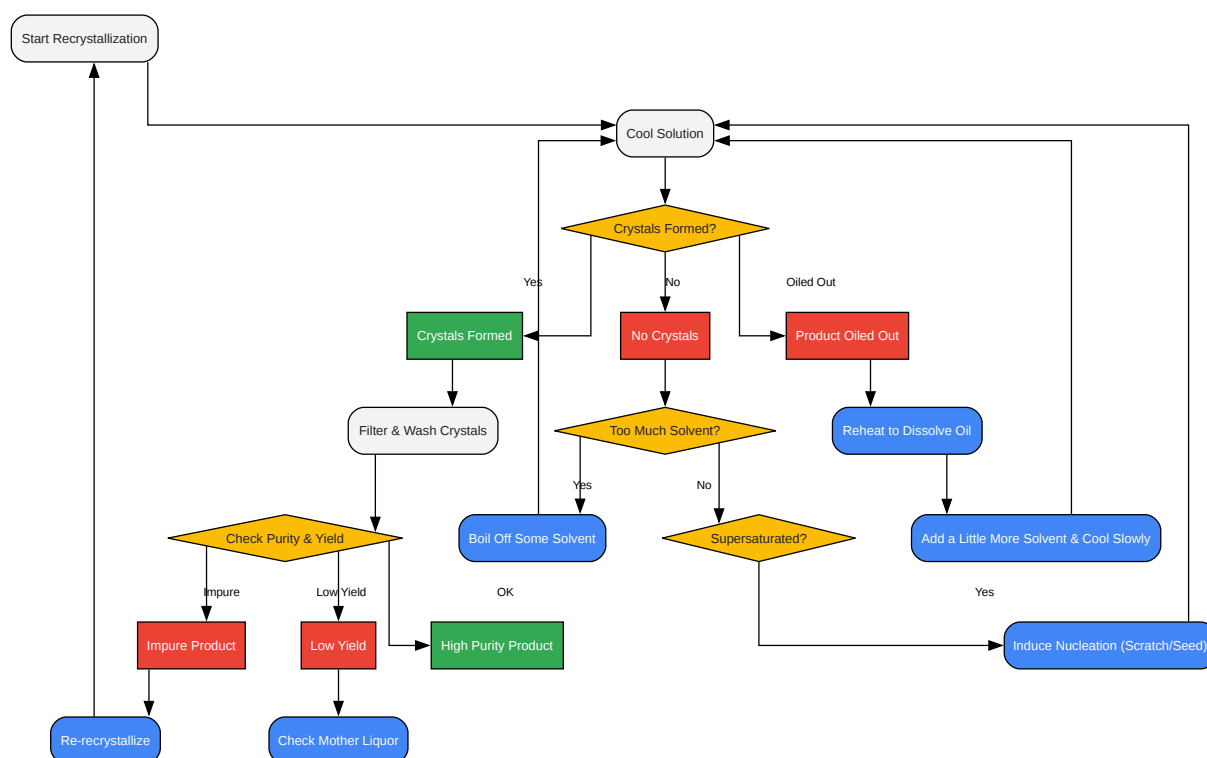 Start Recrystallization
Cool Solution
Crystals Formed?
Yes
No
Oiled Out
Crystals Formed
No Crystals
Product Oiled Out
Filter & Wash Crystals
Too Much Solvent?
Reheat to Dissolve Oil
Yes
No
Check Purity & Yield
Boil Off Some Solvent
Supersaturated?
Add a Little More Solvent & Cool Slowly
Impure
Low Yield
OK
Yes
Impure Product
Low Yield
High Purity Product
Induce Nucleation (Scratch/Seed)
Re-recrystallize
Check Mother Liquor